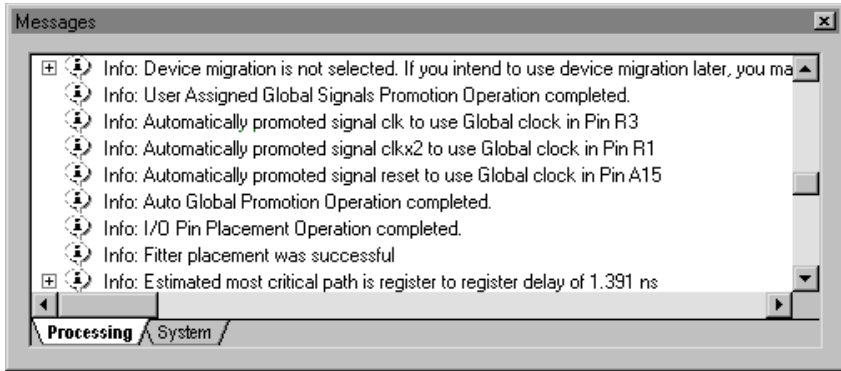 Messages
Info: Device migration is not selected. If you intend to use device migration later, you ma
Info: User Assigned Global Signals Promotion Operation completed.
Info: Automatically promoted signal clk to use Global clock in Pin R3
Info: Automatically promoted signal clkx2 to use Global clock in Pin R1
Info: Automatically promoted signal reset to use Global clock in Pin A15
Info: Auto Global Promotion Operation completed.
Info: I/O Pin Placement Operation completed.
Info: Fitter placement was successful
Info: Estimated most critical path is register to register delay of 1.391 ns
Processing System